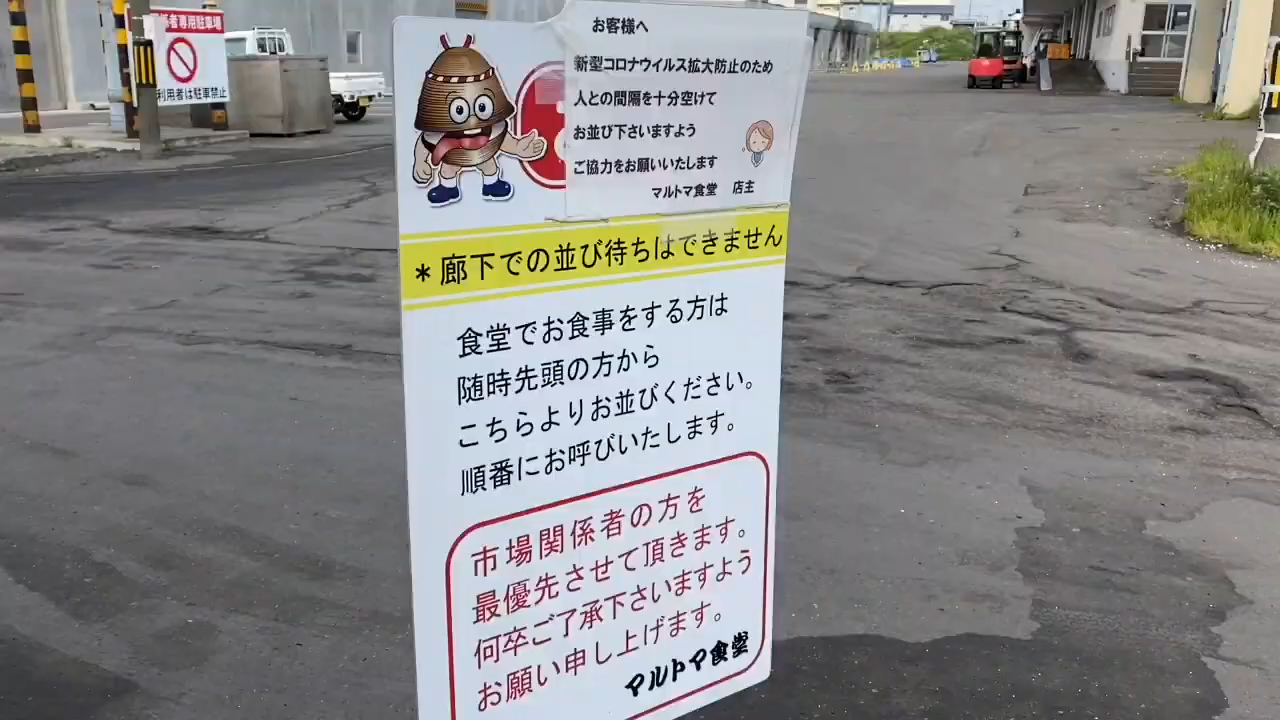 お客様へ
新型コロナウイルス拡大防止のため
人との間隔を十分空けて
お並び下さいますよう
ご協力をお願いいたします
マルトマ食堂 店主
＊廊下での並び待ちはできません
食堂でお食事をする方は
随時先頭の方から
こちらよりお並びください。
順番にお呼びいたします。
市場関係者の方を
最優先させて頂きます。
何卒ご了承下さいますよう
お願い申し上げます。
マルトマ食堂
係者専用駐車場
利用者は駐車禁止